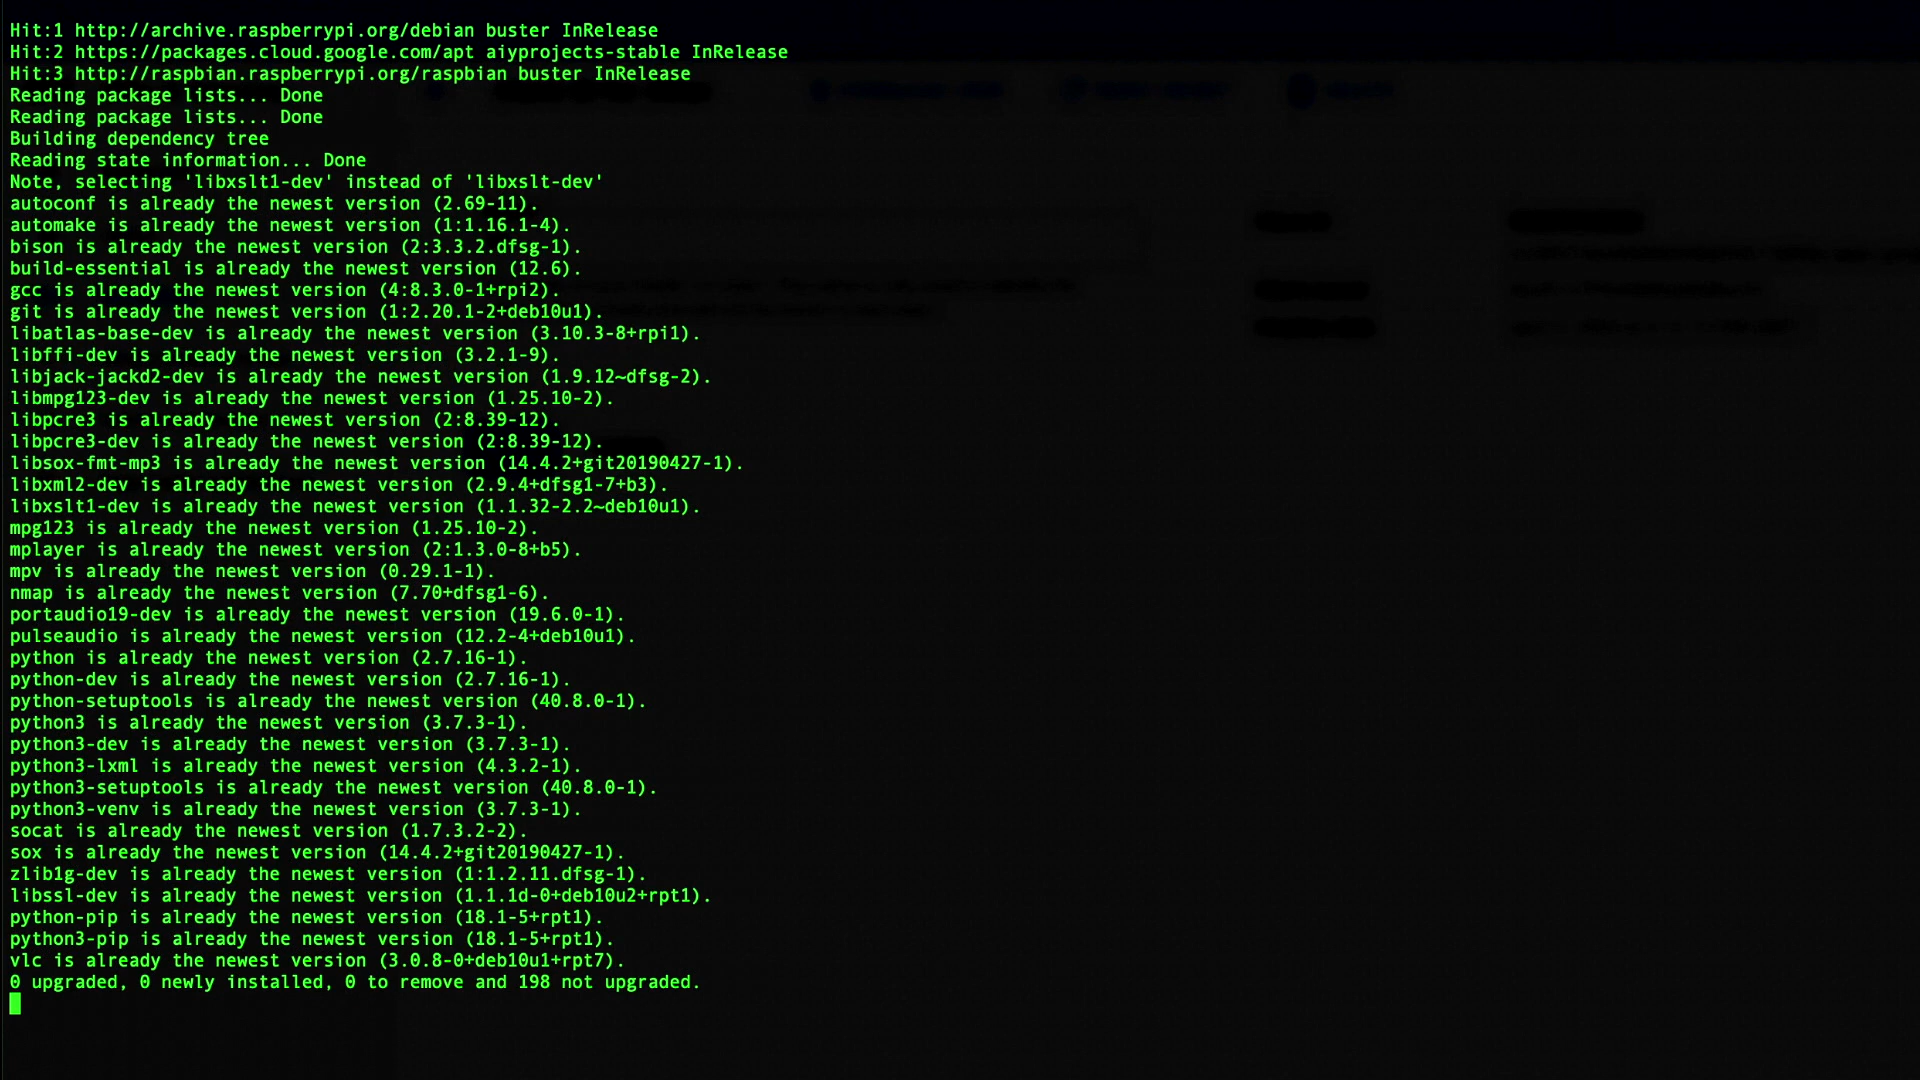 Hit:1 http://archive.raspberrypi.org/debian buster InRelease
Hit:2 https://packages.cloud.google.com/apt aiyprojects-stable InRelease
Hit:3 http://raspbian.raspberrypi.org/raspbian buster InRelease
Reading package lists... Done
Reading package lists... Done
Building dependency tree
Reading state information... Done
Note, selecting 'libxslt1-dev' instead of 'libxslt-dev'
autoconf is already the newest version (2.69-11).
automake is already the newest version (1:1.16.1-4).
bison is already the newest version (2:3.3.2.dfsg-1).
build-essential is already the newest version (12.6).
gcc is already the newest version (4:8.3.0-1+rpi2).
git is already the newest version (1:2.20.1-2+deb10u1).
libatlas-base-dev is already the newest version (3.10.3-8+rpi1).
libffi-dev is already the newest version (3.2.1-9).
libjack-jackd2-dev is already the newest version (1.9.12~dfsg-2).
libmpg123-dev is already the newest version (1.25.10-2).
libpcre3 is already the newest version (2:8.39-12).
libpcre3-dev is already the newest version (2:8.39-12).
libsox-fmt-mp3 is already the newest version (14.4.2+git20190427-1).
libxml2-dev is already the newest version (2.9.4+dfsg1-7+b3).
libxslt1-dev is already the newest version (1.1.32-2.2~deb10u1).
mpg123 is already the newest version (1.25.10-2).
mplayer is already the newest version (2:1.3.0-8+b5).
mpv is already the newest version (0.29.1-1).
nmap is already the newest version (7.70+dfsg1-6).
portaudio19-dev is already the newest version (19.6.0-1).
pulseaudio is already the newest version (12.2-4+deb10u1).
python is already the newest version (2.7.16-1).
python-dev is already the newest version (2.7.16-1).
python-setuptools is already the newest version (40.8.0-1).
python3 is already the newest version (3.7.3-1).
python3-dev is already the newest version (3.7.3-1).
python3-lxml is already the newest version (4.3.2-1).
python3-setuptools is already the newest version (40.8.0-1).
python3-venv is already the newest version (3.7.3-1).
socat is already the newest version (1.7.3.2-2).
sox is already the newest version (14.4.2+git20190427-1).
zlib1g-dev is already the newest version (1:1.2.11.dfsg-1).
libssl-dev is already the newest version (1.1.1d-0+deb10u2+rpt1).
python-pip is already the newest version (18.1-5+rpt1).
python3-pip is already the newest version (18.1-5+rpt1).
vlc is already the newest version (3.0.8-0+deb10u1+rpt7).
0 upgraded, 0 newly installed, 0 to remove and 198 not upgraded.